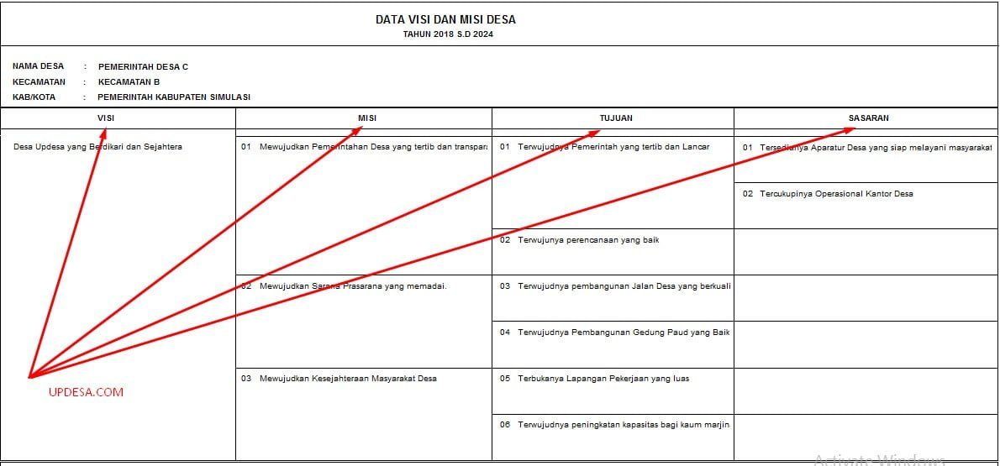 DATA VISI DAN MISI DESA
TAHUN 2018 S.D 2024
NAMA DESA : PEMERINTAH DESA C
KECAMATAN : KECAMATAN B
KAB/KOTA : PEMERINTAH KABUPATEN SIMULASI
VISI MISI TUJUAN SASARAN
Desa Updesa yang Berdikari dan Sejahtera 01 Mewujudkan Pemerintahan Desa yang tertib dan transpara 01 Terwujudnya Pemerintah yang tertib dan Lancar 01 Tersedianya Aparatur Desa yang siap melayani masyarakat
02 Tercukupinya Operasional Kantor Desa
02 Terwujunya perencanaan yang baik
02 Mewujudkan Sarana Prasarana yang memadai. 03 Terwujudnya pembangunan Jalan Desa yang berkuali
04 Terwujudnya Pembangunan Gedung Paud yang Baik
03 Mewujudkan Kesejahteraan Masyarakat Desa 05 Terbukanya Lapangan Pekerjaan yang luas
UPDESA.COM
06 Terwujudnya peningkatan kapasitas bagi kaum marjin
Activate Windows